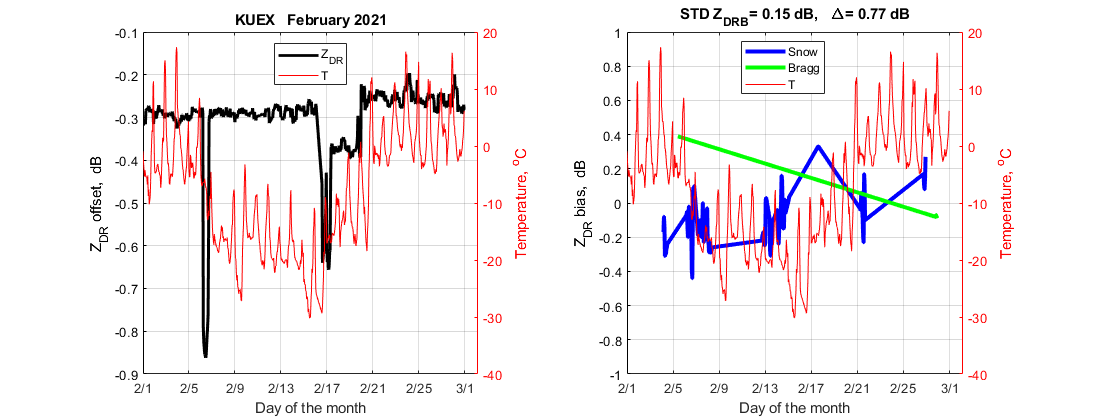 KUEX February 2021
-0.1
-0.2
-0.3
-0.4
-0.5
-0.6
-0.7
-0.8
-0.9
Z_DR offset, dB
Z_DR
T
20
10
0
-10
-20
-30
-40
Temperature, °C
2/1 2/5 2/9 2/13 2/17 2/21 2/25 3/1
Day of the month
STD Z_DRB = 0.15 dB, Δ = 0.77 dB
1
0.8
0.6
0.4
0.2
0
-0.2
-0.4
-0.6
-0.8
-1
Z_DR bias, dB
Snow
Bragg
T
20
10
0
-10
-20
-30
-40
Temperature, °C
2/1 2/5 2/9 2/13 2/17 2/21 2/25 3/1
Day of the month